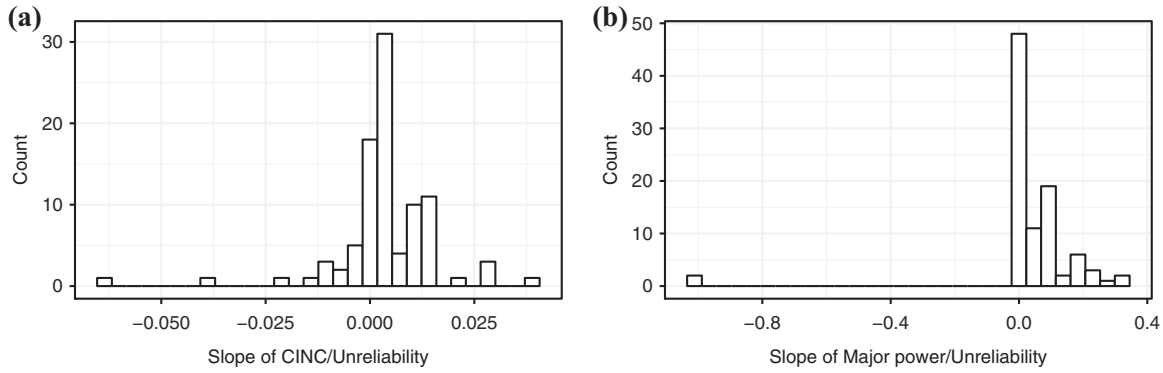 (a)
30
20
10
0
Count
−0.050 −0.025 0.000 0.025
Slope of CINC/Unreliability
(b)
50
40
30
20
10
0
Count
−0.8 −0.4 0.0 0.4
Slope of Major power/Unreliability